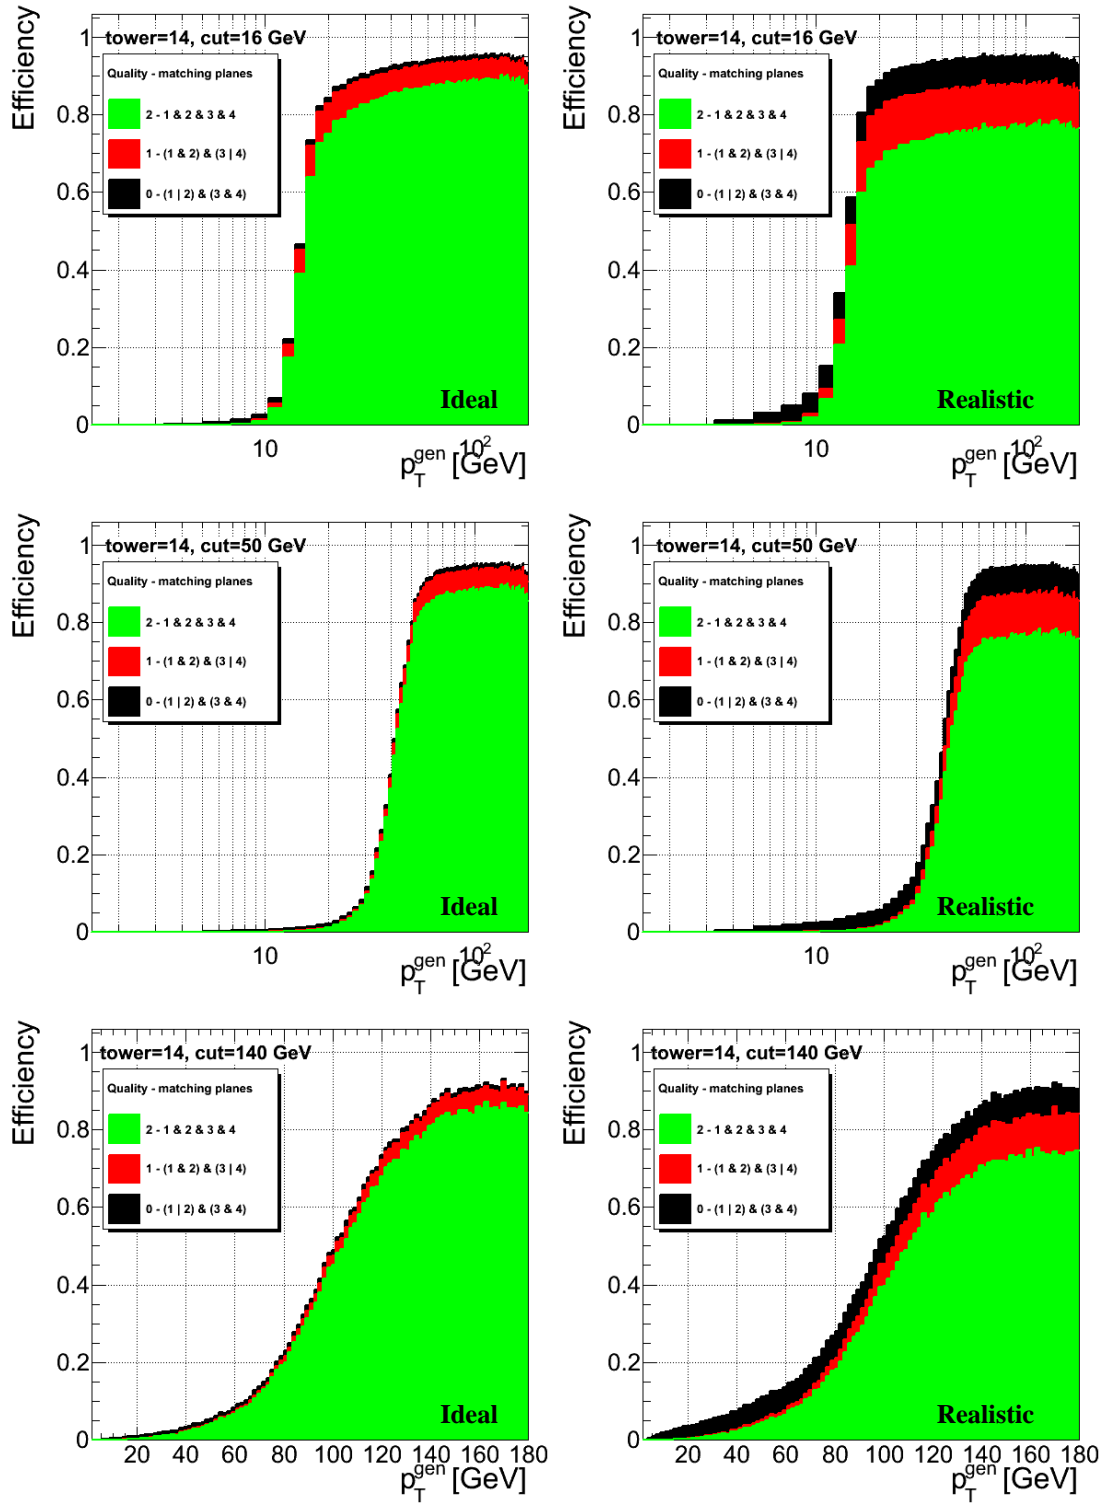 Efficiency
tower=14, cut=16 GeV
Quality - matching planes
2 - 1 & 2 & 3 & 4
1 - (1 & 2) & (3 | 4)
0 - (1 | 2) & (3 & 4)
Ideal
1
0.8
0.6
0.4
0.2
0
10
10²
p_T^gen [GeV]
Efficiency
tower=14, cut=16 GeV
Quality - matching planes
2 - 1 & 2 & 3 & 4
1 - (1 & 2) & (3 | 4)
0 - (1 | 2) & (3 & 4)
Realistic
1
0.8
0.6
0.4
0.2
0
10
10²
p_T^gen [GeV]
Efficiency
tower=14, cut=50 GeV
Quality - matching planes
2 - 1 & 2 & 3 & 4
1 - (1 & 2) & (3 | 4)
0 - (1 | 2) & (3 & 4)
Ideal
1
0.8
0.6
0.4
0.2
0
10
10²
p_T^gen [GeV]
Efficiency
tower=14, cut=50 GeV
Quality - matching planes
2 - 1 & 2 & 3 & 4
1 - (1 & 2) & (3 | 4)
0 - (1 | 2) & (3 & 4)
Realistic
1
0.8
0.6
0.4
0.2
0
10
10²
p_T^gen [GeV]
Efficiency
tower=14, cut=140 GeV
Quality - matching planes
2 - 1 & 2 & 3 & 4
1 - (1 & 2) & (3 | 4)
0 - (1 | 2) & (3 & 4)
Ideal
1
0.8
0.6
0.4
0.2
0
20 40 60 80 100 120 140 160 180
p_T^gen [GeV]
Efficiency
tower=14, cut=140 GeV
Quality - matching planes
2 - 1 & 2 & 3 & 4
1 - (1 & 2) & (3 | 4)
0 - (1 | 2) & (3 & 4)
Realistic
1
0.8
0.6
0.4
0.2
0
20 40 60 80 100 120 140 160 180
p_T^gen [GeV]